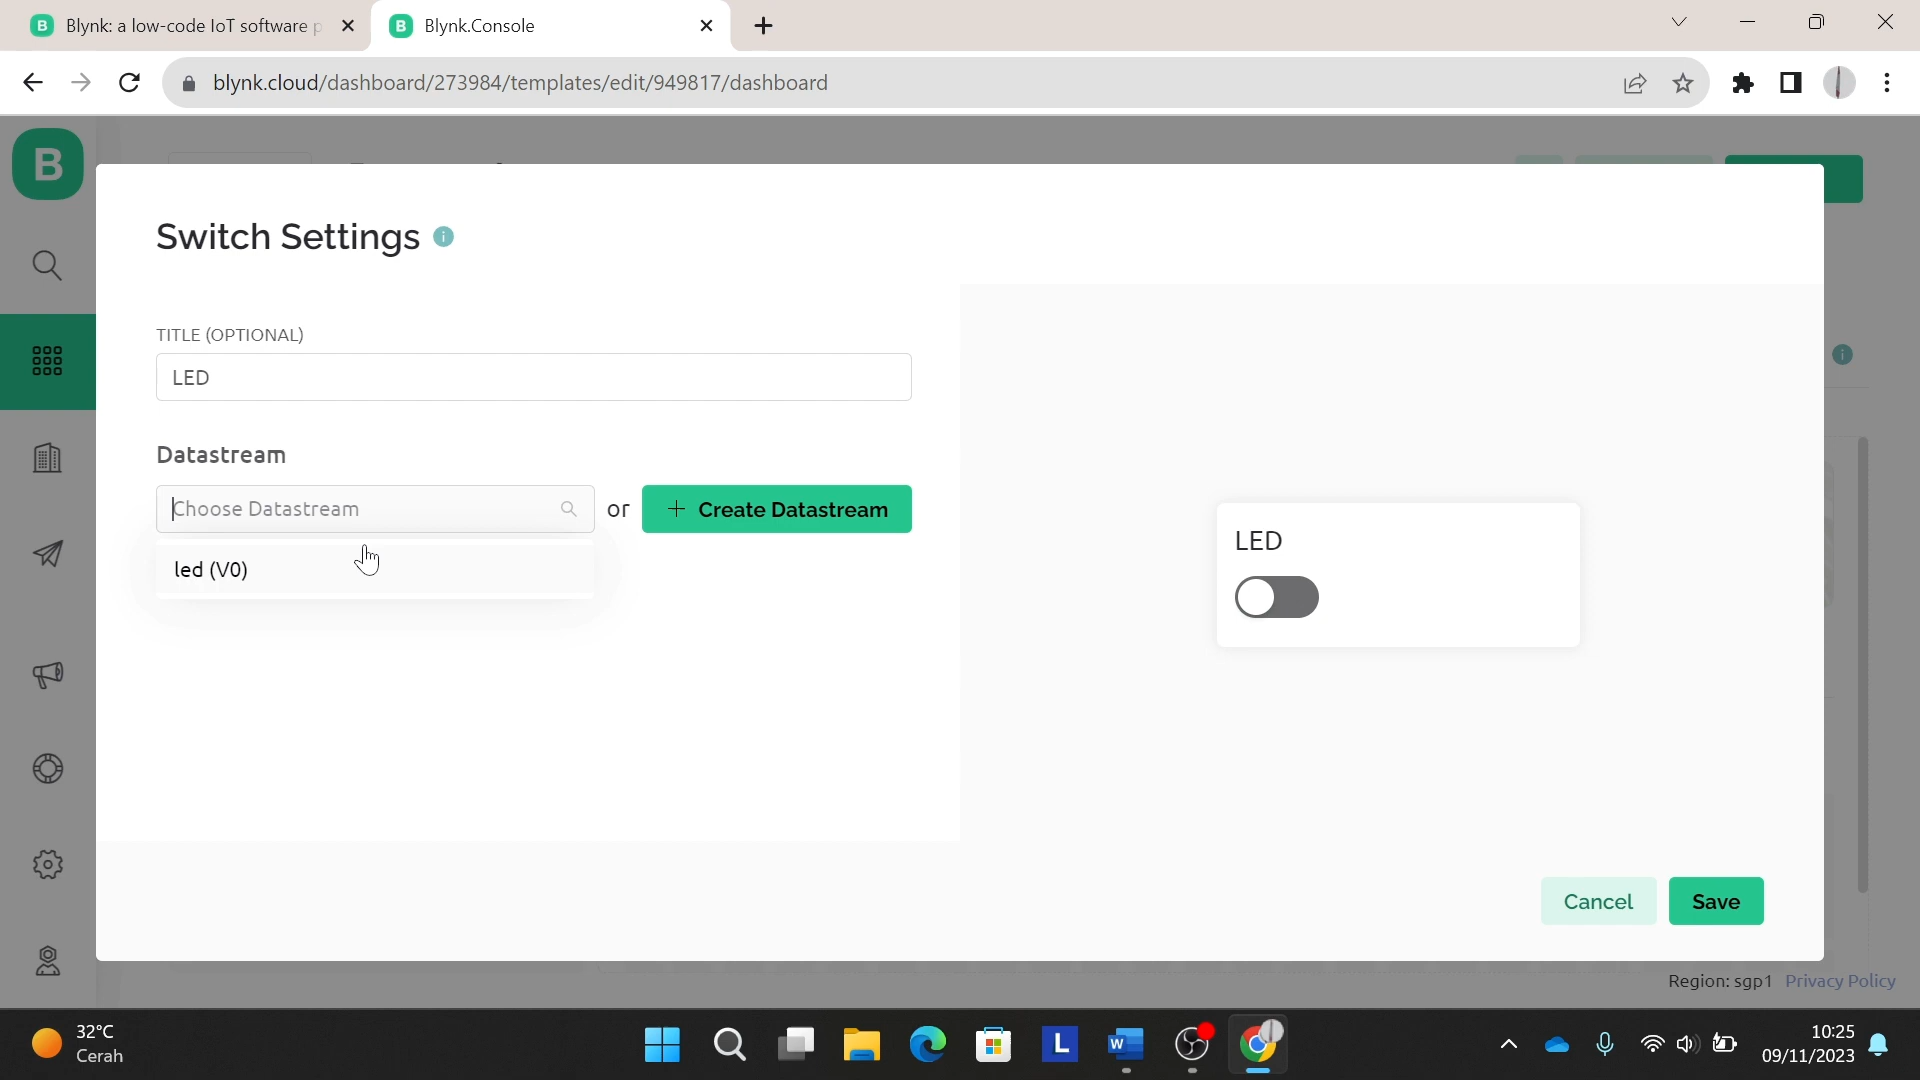 Blynk: a low-code IoT software p
Blynk.Console
blynk.cloud/dashboard/273984/templates/edit/949817/dashboard
B
Switch Settings
TITLE (OPTIONAL)
LED
Datastream
Choose Datastream
or
+ Create Datastream
led (V0)
LED
Cancel
Save
Region: sgp1 Privacy Policy
32°C
Cerah
10:25
09/11/2023